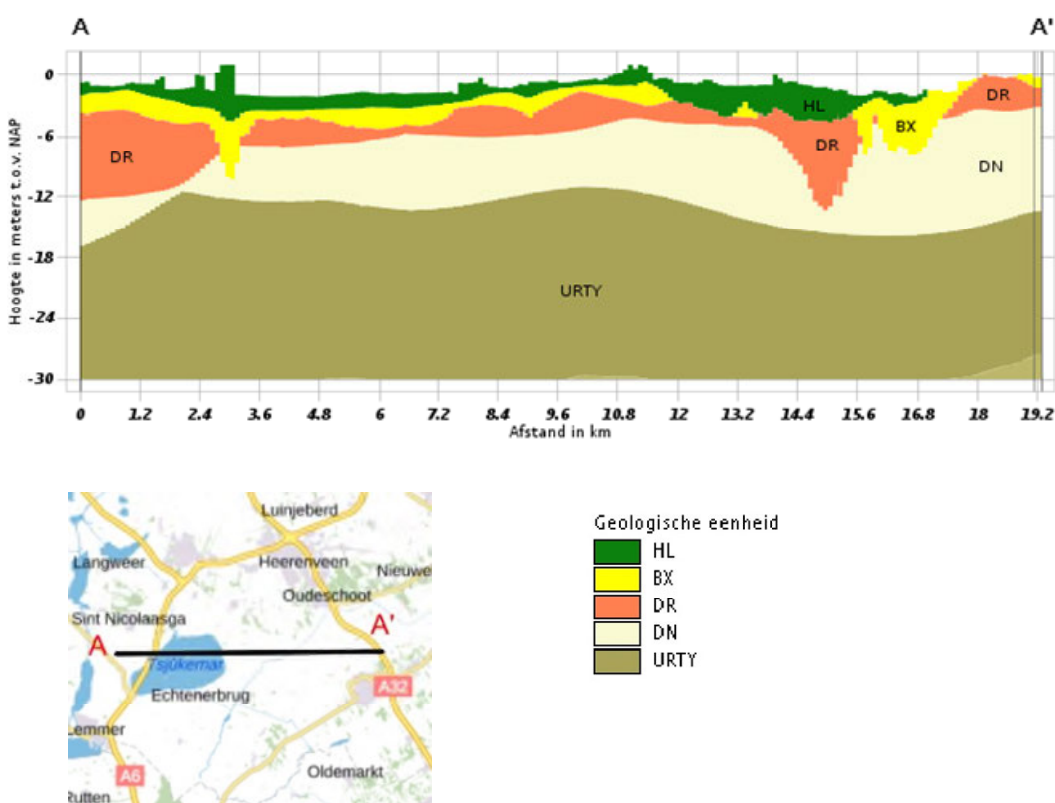 A A'
Hoogte in meters t.o.v. NAP
0
-6
-12
-18
-24
-30
HL
DR
BX
DR
DR
DN
URTY
0 1.2 2.4 3.6 4.8 6 7.2 8.4 9.6 10.8 12 13.2 14.4 15.6 16.8 18 19.2
Afstand in km
Luinjeberd
Langweer
Heerenveen
Nieuwe
Oudeschoot
Sint Nicolaasga
A
A'
Tsjûkemar
A32
Echtenerbrug
Lemmer
A6
Oldemarkt
Rutten
Geologische eenheid
HL
BX
DR
DN
URTY